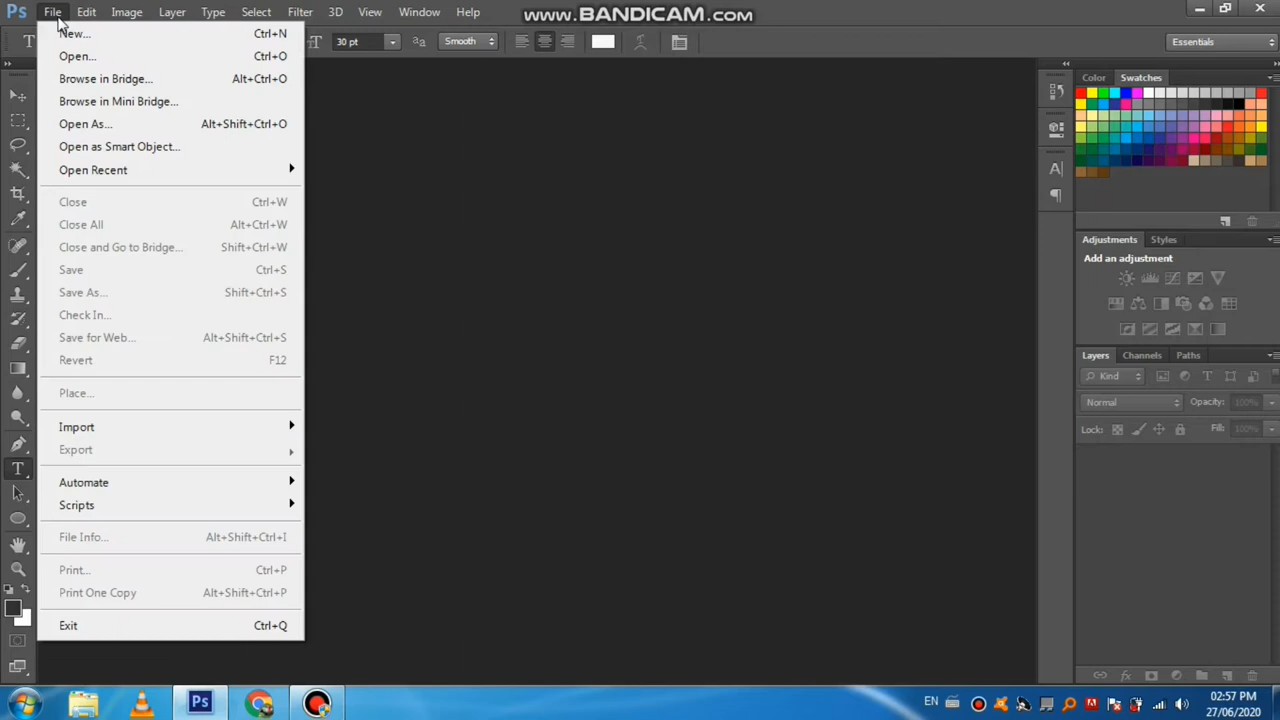 Ps File Edit Image Layer Type Select Filter 3D View Window Help
www.BANDICAM.com
T 30 pt aa Smooth Essentials
New... Ctrl+N
Open... Ctrl+O
Browse in Bridge... Alt+Ctrl+O
Browse in Mini Bridge...
Open As... Alt+Shift+Ctrl+O
Open as Smart Object...
Open Recent
Close Ctrl+W
Close All Alt+Ctrl+W
Close and Go to Bridge... Shift+Ctrl+W
Save Ctrl+S
Save As... Shift+Ctrl+S
Check In...
Save for Web... Alt+Shift+Ctrl+S
Revert F12
Place...
Import
Export
Automate
Scripts
File Info... Alt+Shift+Ctrl+I
Print... Ctrl+P
Print One Copy Alt+Shift+Ctrl+P
Exit Ctrl+Q
Color Swatches
Adjustments Styles
Add an adjustment
Layers Channels Paths
Kind
Normal Opacity: 100%
Lock: Fill: 100%
Ps EN 02:57 PM
27/06/2020